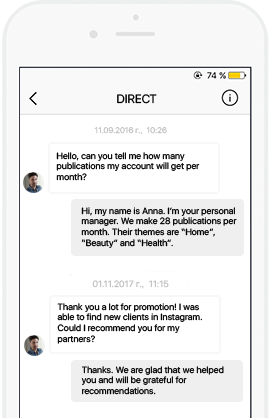 74 %
DIRECT
11.09.2016 г., 10:26
Hello, can you tell me how many
publications my account will get per
month?
Hi, my name is Anna. I'm your personal
manager. We make 28 publications per
month. Their themes are "Home",
"Beauty" and "Health".
01.11.2017 г., 11:15
Thank you a lot for promotion! I was
able to find new clients in Instagram.
Could I recommend you for my
partners?
Thanks. We are glad that we helped
you and will be grateful for
recommendations.